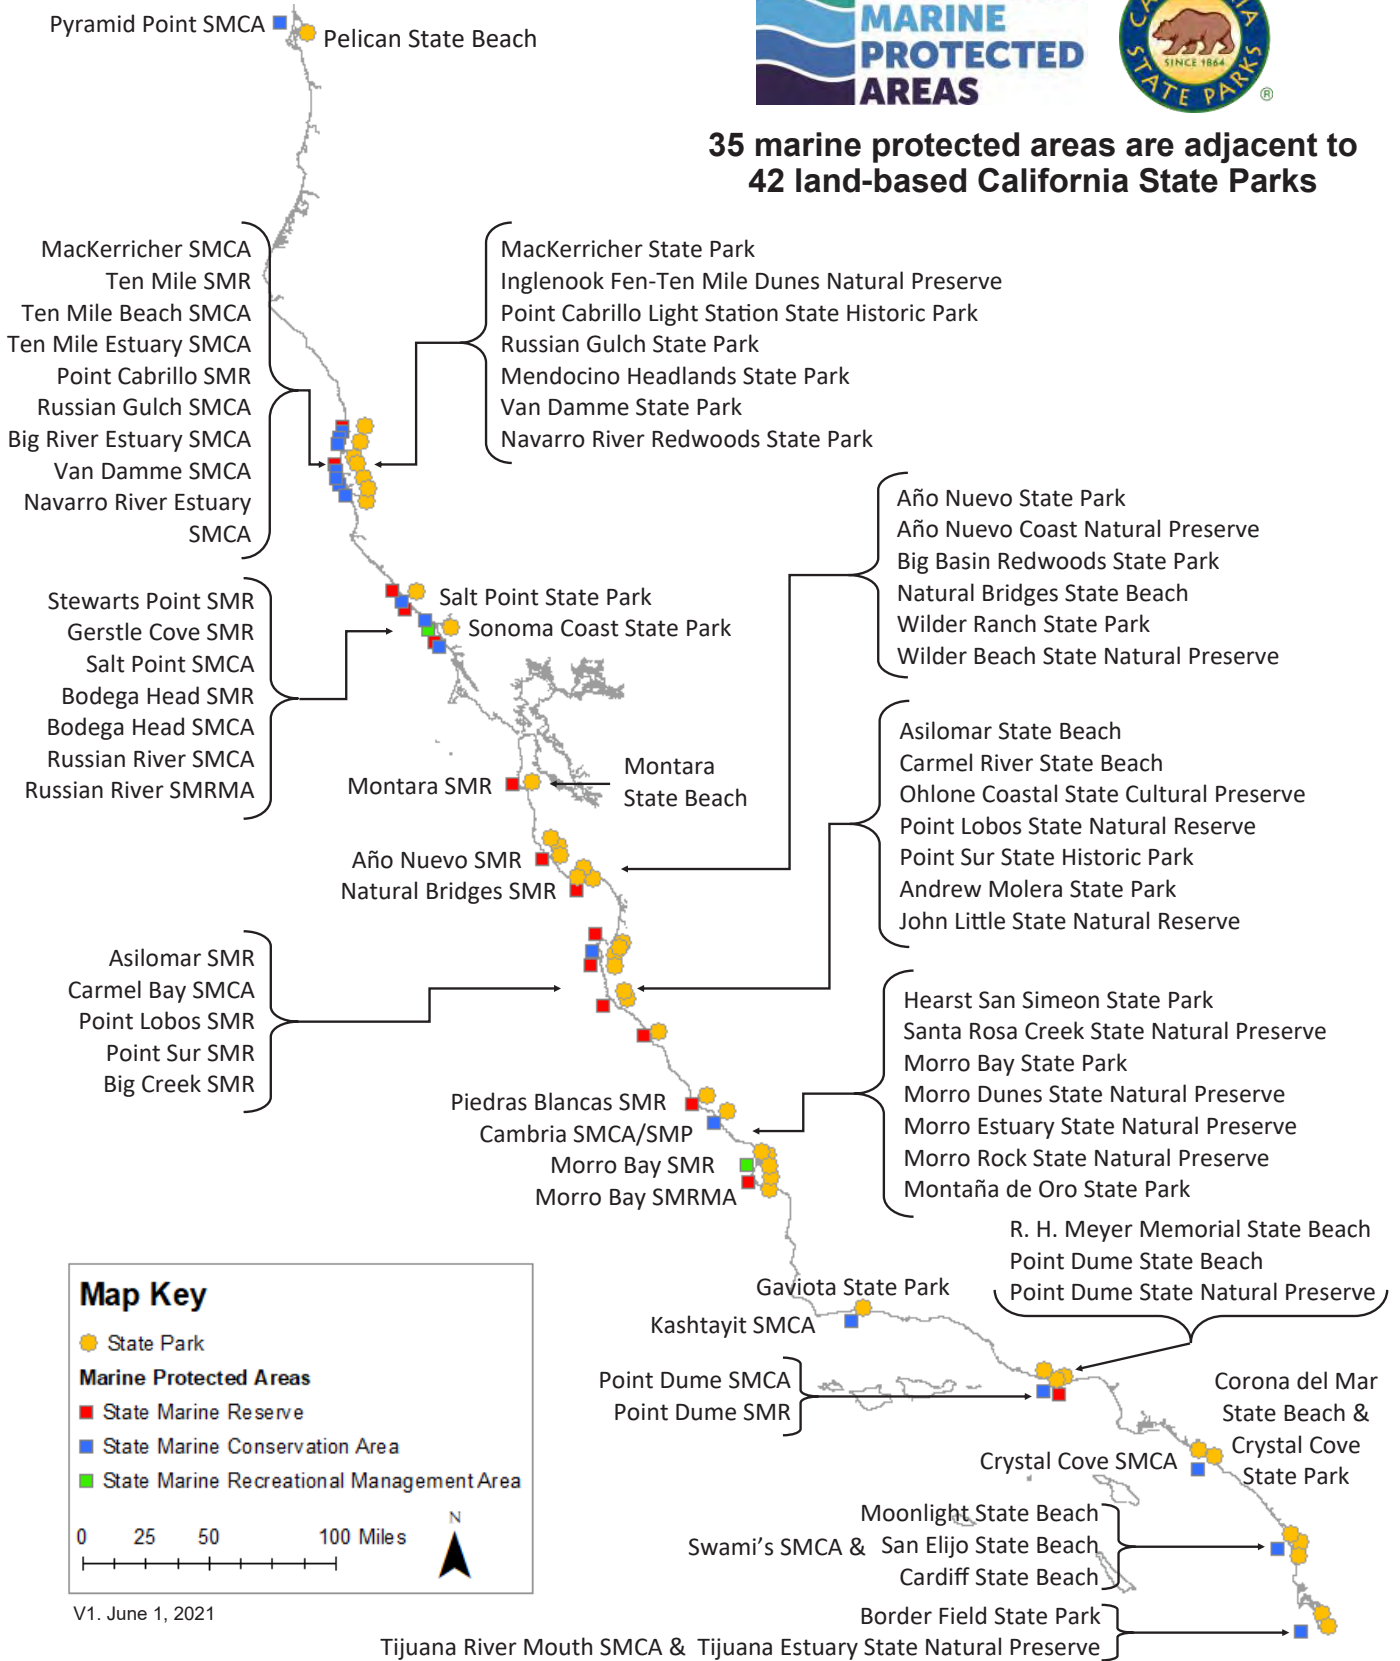 MARINE
PROTECTED
AREAS
SINCE 1864
STATE PARKS
®
35 marine protected areas are adjacent to
42 land-based California State Parks
Pyramid Point SMCA
Pelican State Beach
MacKerricher SMCA
Ten Mile SMR
Ten Mile Beach SMCA
Ten Mile Estuary SMCA
Point Cabrillo SMR
Russian Gulch SMCA
Big River Estuary SMCA
Van Damme SMCA
Navarro River Estuary
SMCA
MacKerricher State Park
Inglenook Fen-Ten Mile Dunes Natural Preserve
Point Cabrillo Light Station State Historic Park
Russian Gulch State Park
Mendocino Headlands State Park
Van Damme State Park
Navarro River Redwoods State Park
Año Nuevo State Park
Año Nuevo Coast Natural Preserve
Big Basin Redwoods State Park
Natural Bridges State Beach
Wilder Ranch State Park
Wilder Beach State Natural Preserve
Stewarts Point SMR
Gerstle Cove SMR
Salt Point SMCA
Bodega Head SMR
Bodega Head SMCA
Russian River SMCA
Russian River SMRMA
Salt Point State Park
Sonoma Coast State Park
Montara SMR
Montara
State Beach
Año Nuevo SMR
Natural Bridges SMR
Asilomar State Beach
Carmel River State Beach
Ohlone Coastal State Cultural Preserve
Point Lobos State Natural Reserve
Point Sur State Historic Park
Andrew Molera State Park
John Little State Natural Reserve
Asilomar SMR
Carmel Bay SMCA
Point Lobos SMR
Point Sur SMR
Big Creek SMR
Hearst San Simeon State Park
Santa Rosa Creek State Natural Preserve
Morro Bay State Park
Morro Dunes State Natural Preserve
Morro Estuary State Natural Preserve
Morro Rock State Natural Preserve
Montaña de Oro State Park
Piedras Blancas SMR
Cambria SMCA/SMP
Morro Bay SMR
Morro Bay SMRMA
R. H. Meyer Memorial State Beach
Point Dume State Beach
Point Dume State Natural Preserve
Gaviota State Park
Kashtayit SMCA
Point Dume SMCA
Point Dume SMR
Corona del Mar
State Beach &
Crystal Cove
State Park
Crystal Cove SMCA
Moonlight State Beach
Swami's SMCA & San Elijo State Beach
Cardiff State Beach
Border Field State Park
Tijuana River Mouth SMCA & Tijuana Estuary State Natural Preserve
Map Key
State Park
Marine Protected Areas
State Marine Reserve
State Marine Conservation Area
State Marine Recreational Management Area
0 25 50 100 Miles
N
V1. June 1, 2021